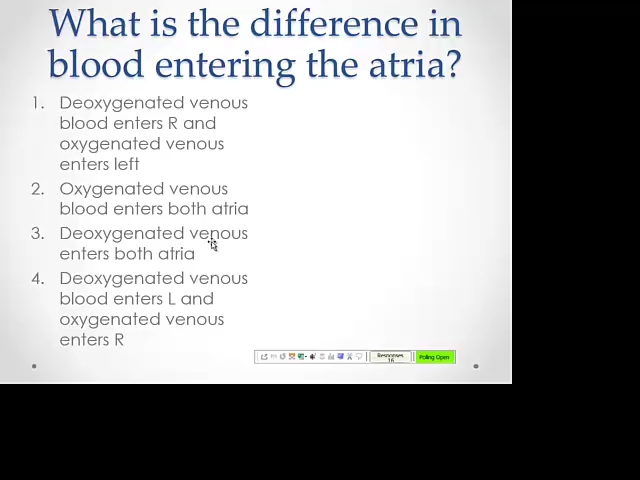 What is the difference in
blood entering the atria?
1. Deoxygenated venous
blood enters R and
oxygenated venous
enters left
2. Oxygenated venous
blood enters both atria
3. Deoxygenated venous
enters both atria
4. Deoxygenated venous
blood enters L and
oxygenated venous
enters R
Responses
16
Polling Open